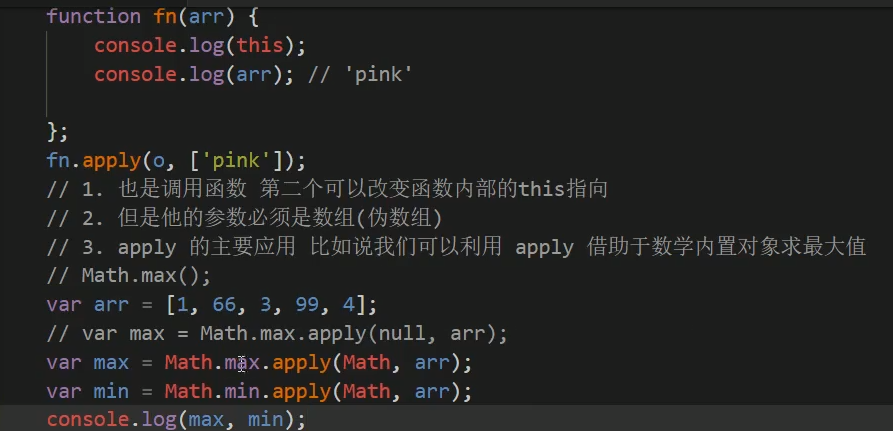 function fn(arr) {
console.log(this);
console.log(arr); // 'pink'
};
fn.apply(o, ['pink']);
// 1. 也是调用函数 第二个可以改变函数内部的this指向
// 2. 但是他的参数必须是数组(伪数组)
// 3. apply 的主要应用 比如说我们可以利用 apply 借助于数学内置对象求最大值
// Math.max();
var arr = [1, 66, 3, 99, 4];
// var max = Math.max.apply(null, arr);
var max = Math.max.apply(Math, arr);
var min = Math.min.apply(Math, arr);
console.log(max, min);